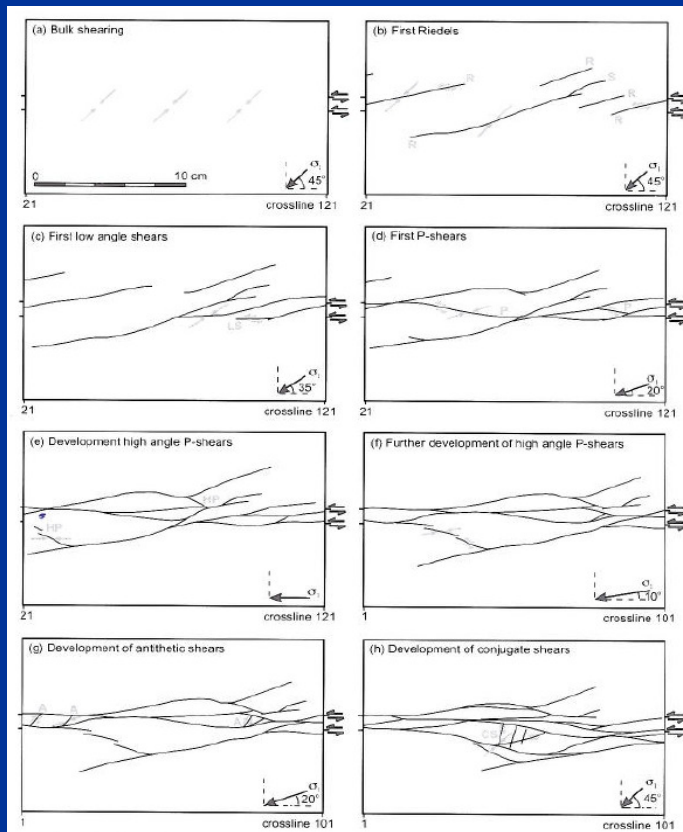 (a) Bulk shearing
0 10 cm
σ₁
45°
21 crossline 121
(b) First Riedels
R
R
S
R
R
R
σ₁
45°
21 crossline 121
(c) First low angle shears
LS
σ₁
35°
21 crossline 121
(d) First P-shears
P
P
σ₁
20°
21 crossline 121
(e) Development high angle P-shears
HP
HP
σ₁
21 crossline 121
(f) Further development of high angle P-shears
σ₁
10°
1 crossline 101
(g) Development of antithetic shears
A A A
σ₁
20°
1 crossline 101
(h) Development of conjugate shears
CS
σ₁
45°
1 crossline 101